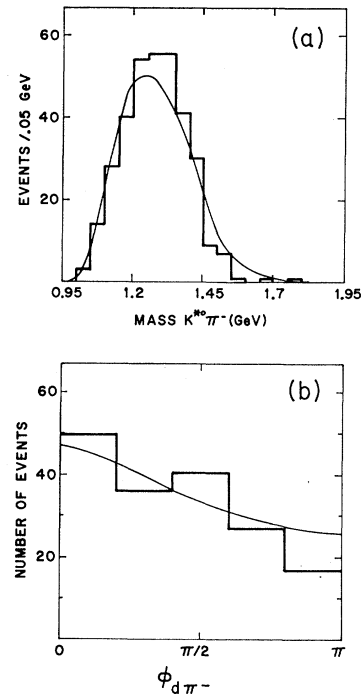 (a)
60
40
20
EVENTS/.05 GeV
0.95 1.2 1.45 1.7 1.95
MASS K*° π⁻ (GeV)
(b)
60
40
20
NUMBER OF EVENTS
0 π/2 π
ϕdπ⁻